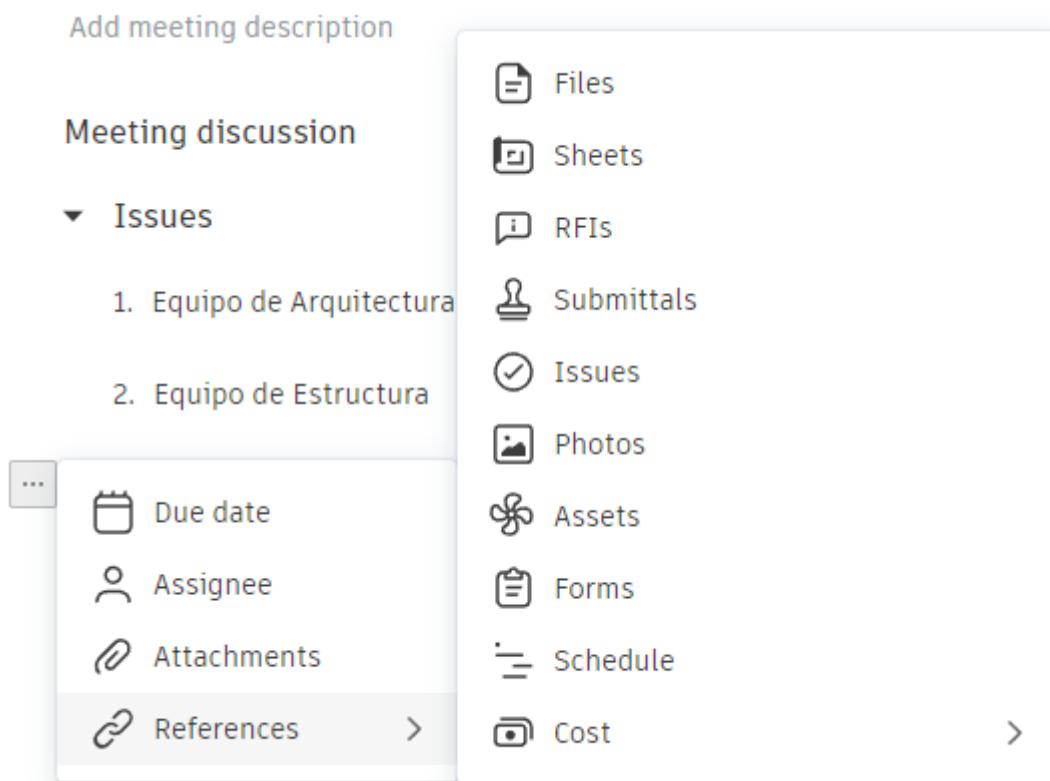 Add meeting description
Meeting discussion
Issues
1. Equipo de Arquitectura
2. Equipo de Estructura
...
Due date
Assignee
Attachments
References
Files
Sheets
RFIs
Submittals
Issues
Photos
Assets
Forms
Schedule
Cost